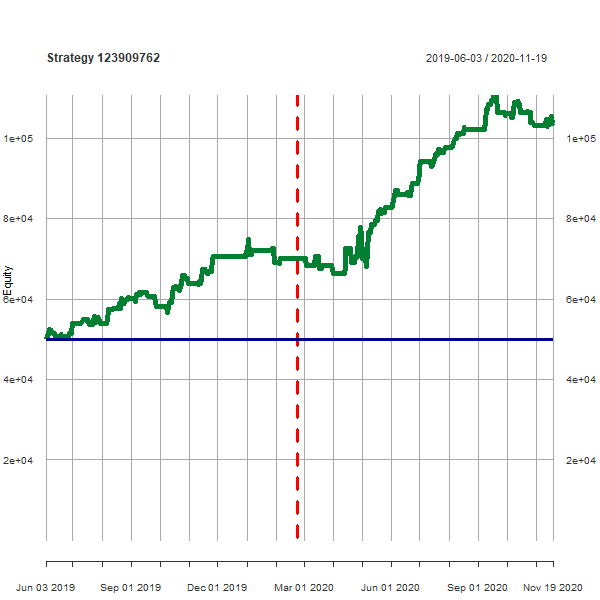 Strategy 123909762 2019-06-03 / 2020-11-19
1e+05 1e+05
8e+04 8e+04
Equity
6e+04 6e+04
4e+04 4e+04
2e+04 2e+04
Jun 03 2019 Sep 01 2019 Dec 01 2019 Mar 01 2020 Jun 01 2020 Sep 01 2020 Nov 19 2020